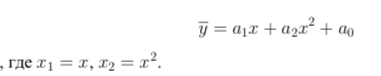 y̅ = a₁x + a₂x² + a₀
, где x₁ = x, x₂ = x².